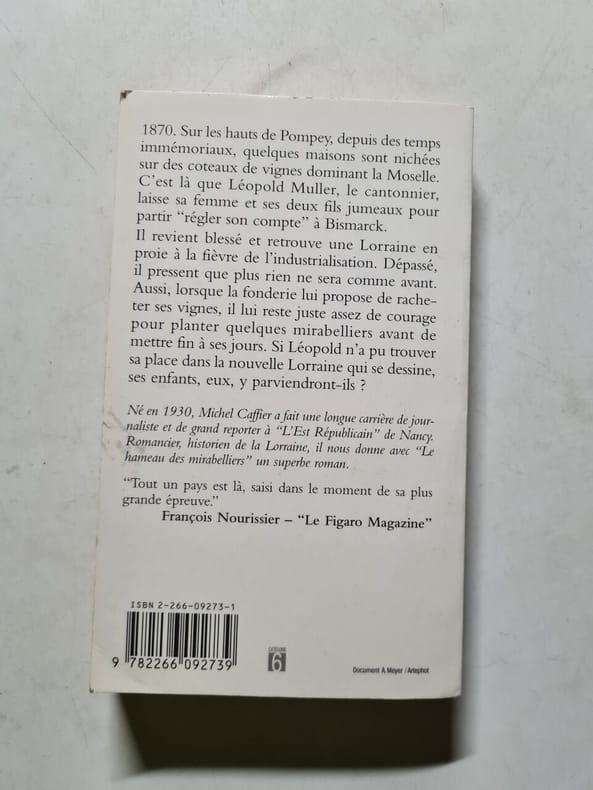 1870. Sur les hauts de Pompey, depuis des temps
immémoriaux, quelques maisons sont nichées
sur des coteaux de vignes dominant la Moselle.
C'est là que Léopold Muller, le cantonnier,
laisse sa femme et ses deux fils jumeaux pour
partir “régler son compte” à Bismarck.
Il revient blessé et retrouve une Lorraine en
proie à la fièvre de l'industrialisation. Dépassé,
il pressent que plus rien ne sera comme avant.
Aussi, lorsque la fonderie lui propose de rache-
ter ses vignes, il lui reste juste assez de courage
pour planter quelques mirabelliers avant de
mettre fin à ses jours. Si Léopold n'a pu trouver
sa place dans la nouvelle Lorraine qui se dessine,
ses enfants, eux, y parviendront-ils ?
Né en 1930, Michel Caffier a fait une longue carrière de jour-
naliste et de grand reporter à “L'Est Républicain” de Nancy.
Romancier, historien de la Lorraine, il nous donne avec “Le
hameau des mirabelliers” un superbe roman.
“Tout un pays est là, saisi dans le moment de sa plus
grande épreuve.”
François Nourissier – “Le Figaro Magazine”
ISBN 2-266-09273-1
9 782266 092739
CATÉGORIE
6
Document A. Meyer / Artephot